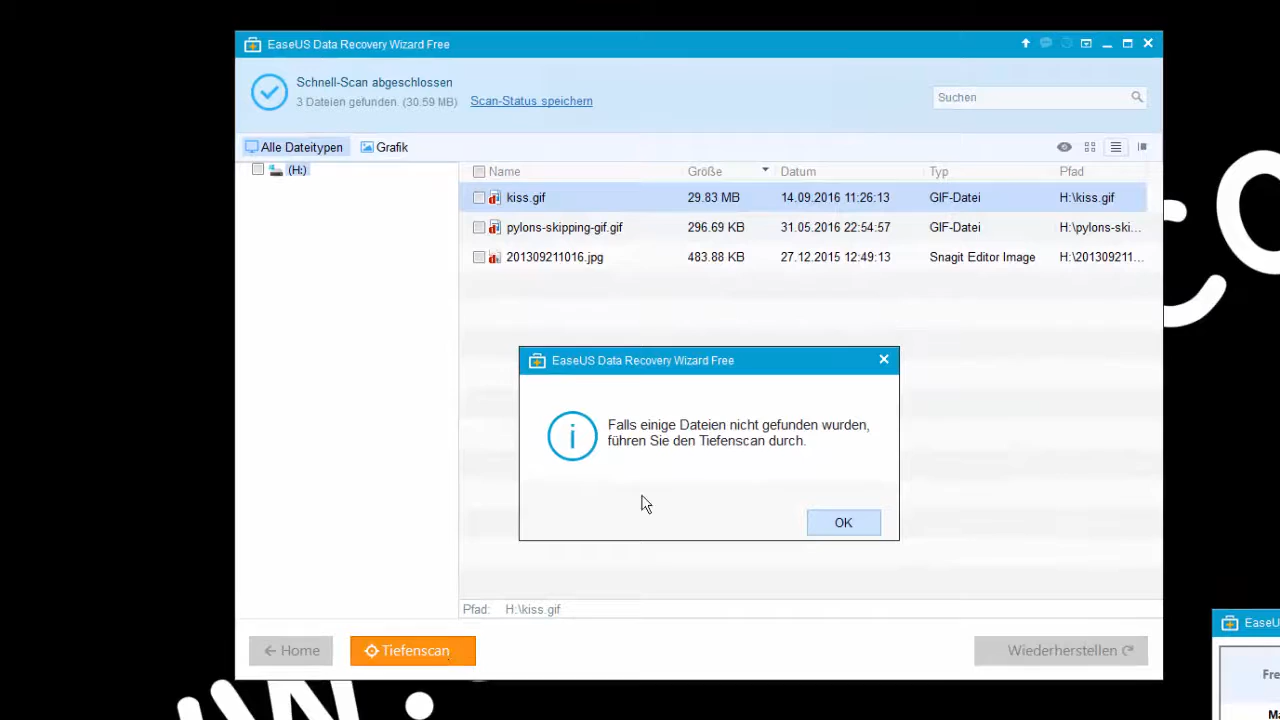 EaseUS Data Recovery Wizard Free
Schnell-Scan abgeschlossen
3 Dateien gefunden. (30.59 MB) Scan-Status speichern
Suchen
Alle Dateitypen Grafik
(H:)
Name Größe Datum Typ Pfad
kiss.gif 29.83 MB 14.09.2016 11:26:13 GIF-Datei H:\kiss.gif
pylons-skipping-gif.gif 296.69 KB 31.05.2016 22:54:57 GIF-Datei H:\pylons-ski...
201309211016.jpg 483.88 KB 27.12.2015 12:49:13 Snagit Editor Image H:\201309211...
EaseUS Data Recovery Wizard Free
Falls einige Dateien nicht gefunden wurden,
führen Sie den Tiefenscan durch.
OK
Pfad: H:\kiss.gif
Home Tiefenscan Wiederherstellen